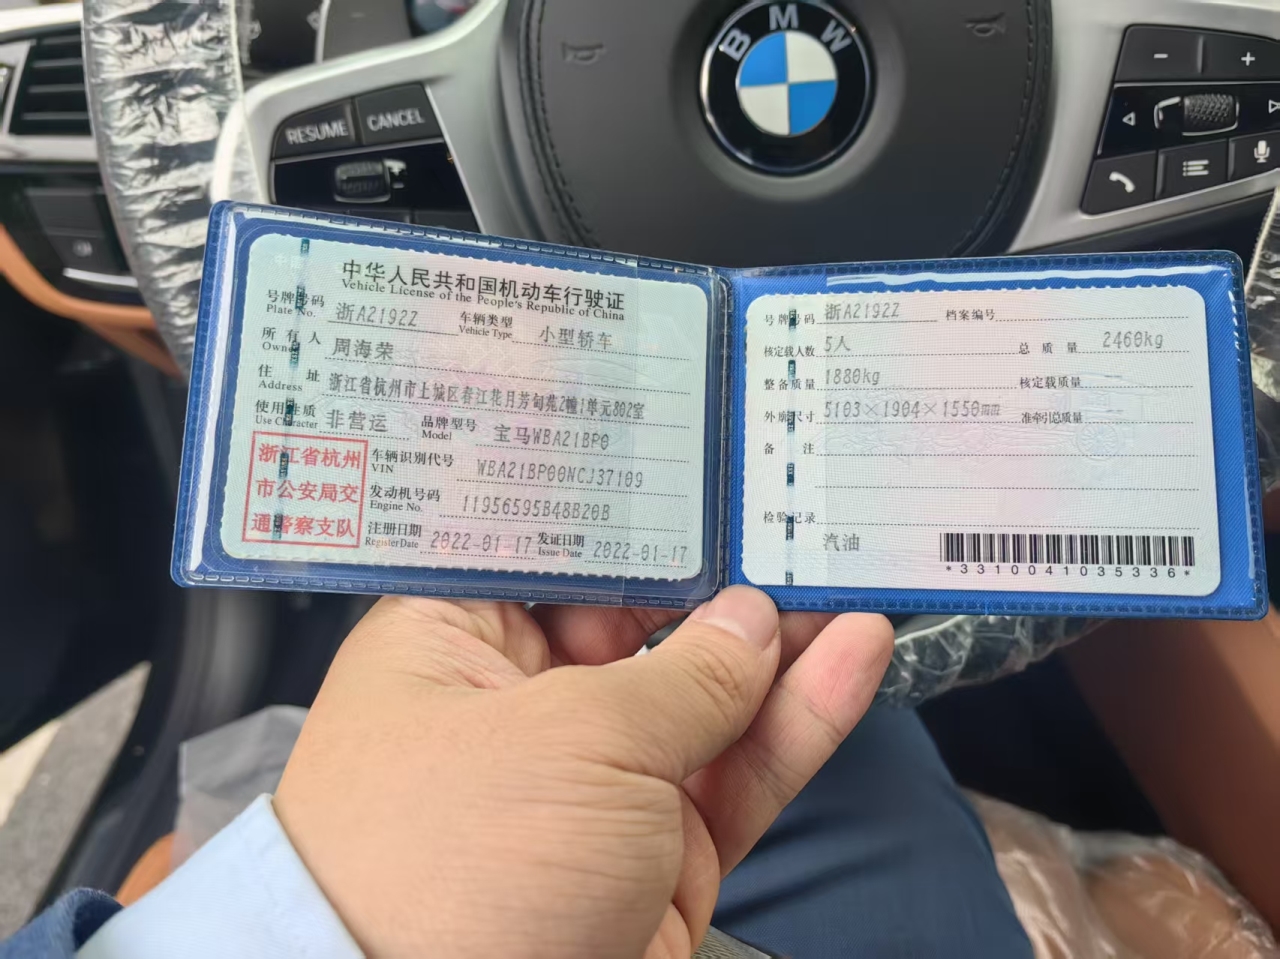 BMW
RESUME
CANCEL
中华人民共和国机动车行驶证
Vehicle License of the People's Republic of China
号牌号码 浙A2192Z 车辆类型 小型轿车
Plate No. Vehicle Type
所有人 周海荣
Owner
住址 浙江省杭州市上城区春江花月芳甸苑2幢1单元802室
Address
使用性质 非营运 品牌型号 宝马WBA21BP0
Use Character Model
浙江省杭州
市公安局交
通警察支队
车辆识别代号 WBA21BP00NCJ37109
VIN
发动机号码 11956595B48B20B
Engine No.
注册日期 2022-01-17 发证日期 2022-01-17
Register Date Issue Date
号牌号码 浙A2192Z 档案编号
核定载人数 5人 总质量 2460kg
整备质量 1880kg 核定载质量 --
外廓尺寸 5103×1904×1550mm 准牵引总质量 --
备注
检验记录
汽油
*3310041035336*